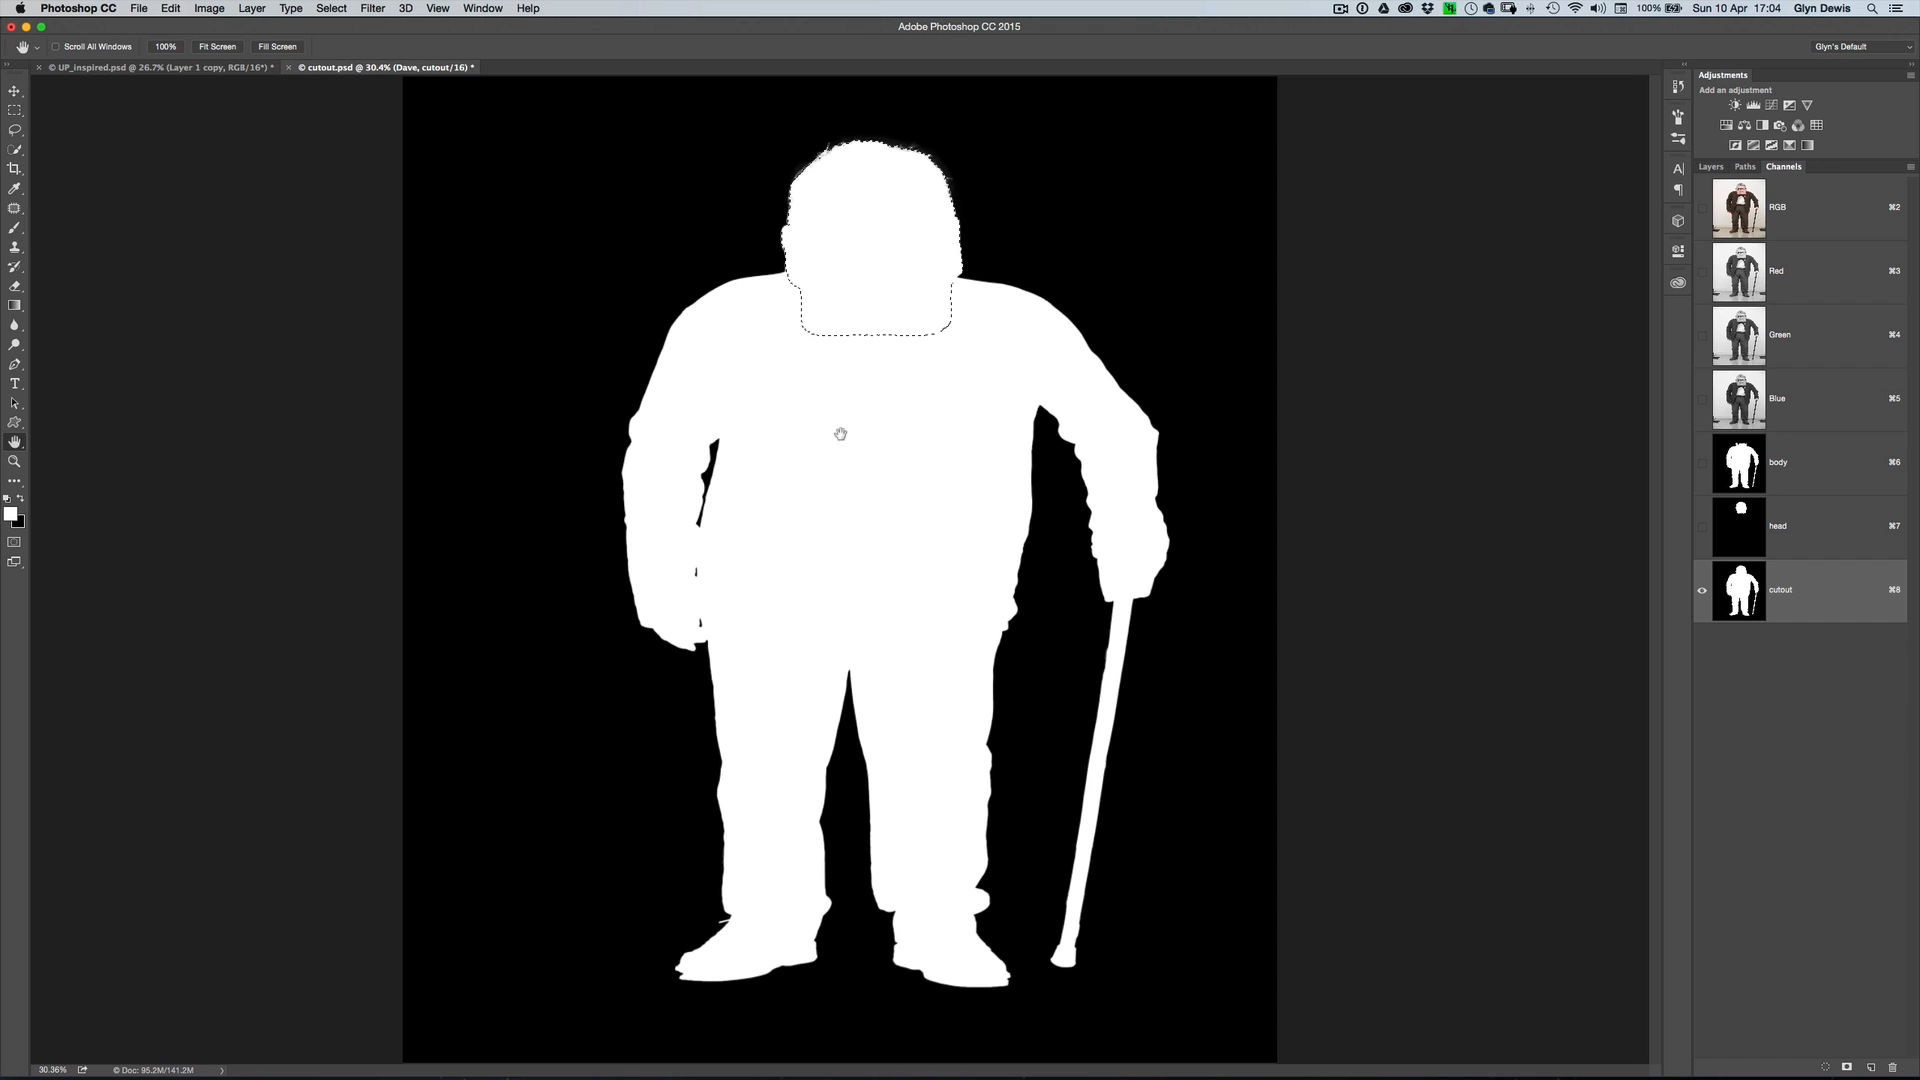 Photoshop CC File Edit Image Layer Type Select Filter 3D View Window Help 100% Sun 10 Apr 17:04 Glyn Dewis
Adobe Photoshop CC 2015
Scroll All Windows 100% Fit Screen Fill Screen Glyn's Default
× © UP_inspired.psd @ 26.7% (Layer 1 copy, RGB/16*) * × © cutout.psd @ 30.4% (Dave, cutout/16) *
Adjustments
Add an adjustment
Layers Paths Channels
RGB ⌘2
Red ⌘3
Green ⌘4
Blue ⌘5
body ⌘6
head ⌘7
cutout ⌘8
30.36% © Doc: 95.2M/141.2M